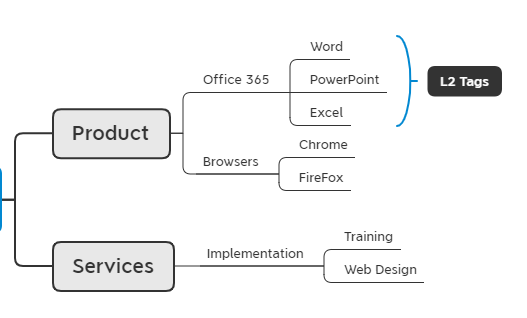 Word
Office 365
PowerPoint
L2 Tags
Excel
Product
Chrome
Browsers
FireFox
Training
Implementation
Services
Web Design